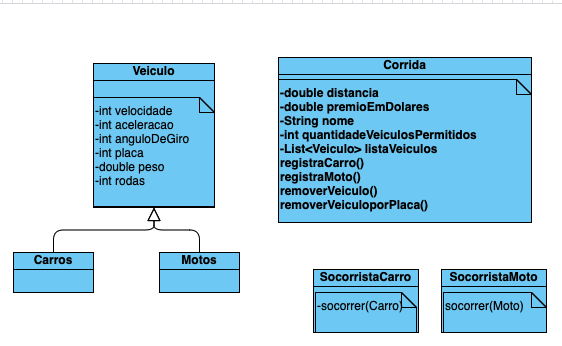 Veiculo
-int velocidade
-int aceleracao
-int anguloDeGiro
-int placa
-double peso
-int rodas
Corrida
-double distancia
-double premioEmDolares
-String nome
-int quantidadeVeiculosPermitidos
-List<Veiculo> listaVeiculos
registraCarro()
registraMoto()
removerVeiculo()
removerVeiculoporPlaca()
Carros
Motos
SocorristaCarro
-socorrer(Carro)
SocorristaMoto
socorrer(Moto)